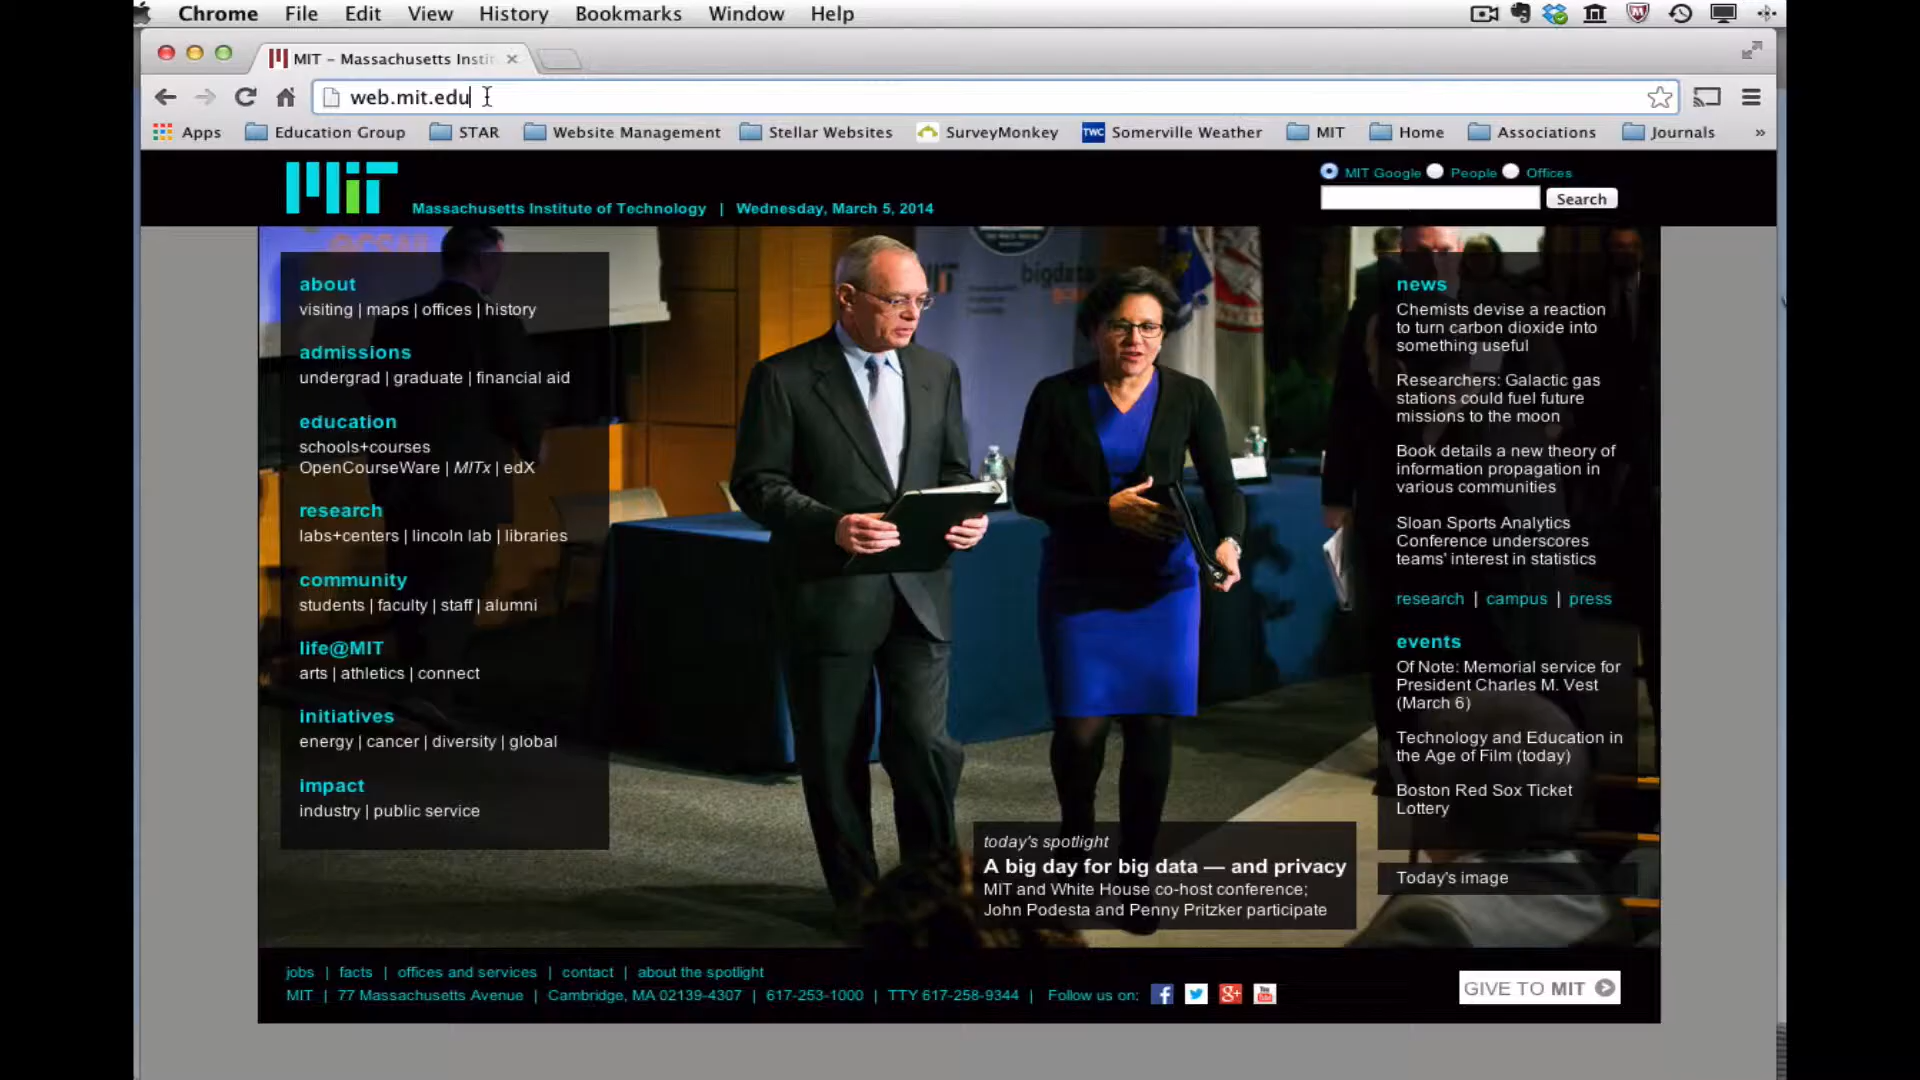 Chrome File Edit View History Bookmarks Window Help
MIT – Massachusetts Instit
web.mit.edu
Apps Education Group STAR Website Management Stellar Websites SurveyMonkey TWC Somerville Weather MIT Home Associations Journals »
MIT Google People Offices
MIT Massachusetts Institute of Technology | Wednesday, March 5, 2014
Search
about
visiting | maps | offices | history
admissions
undergrad | graduate | financial aid
education
schools+courses
OpenCourseWare | MITx | edX
research
labs+centers | lincoln lab | libraries
community
students | faculty | staff | alumni
life@MIT
arts | athletics | connect
initiatives
energy | cancer | diversity | global
impact
industry | public service
bigdata
today's spotlight
A big day for big data — and privacy
MIT and White House co-host conference;
John Podesta and Penny Pritzker participate
news
Chemists devise a reaction
to turn carbon dioxide into
something useful
Researchers: Galactic gas
stations could fuel future
missions to the moon
Book details a new theory of
information propagation in
various communities
Sloan Sports Analytics
Conference underscores
teams' interest in statistics
research | campus | press
events
Of Note: Memorial service for
President Charles M. Vest
(March 6)
Technology and Education in
the Age of Film (today)
Boston Red Sox Ticket
Lottery
Today's image
jobs | facts | offices and services | contact | about the spotlight
MIT | 77 Massachusetts Avenue | Cambridge, MA 02139-4307 | 617-253-1000 | TTY 617-258-9344 | Follow us on:
GIVE TO MIT